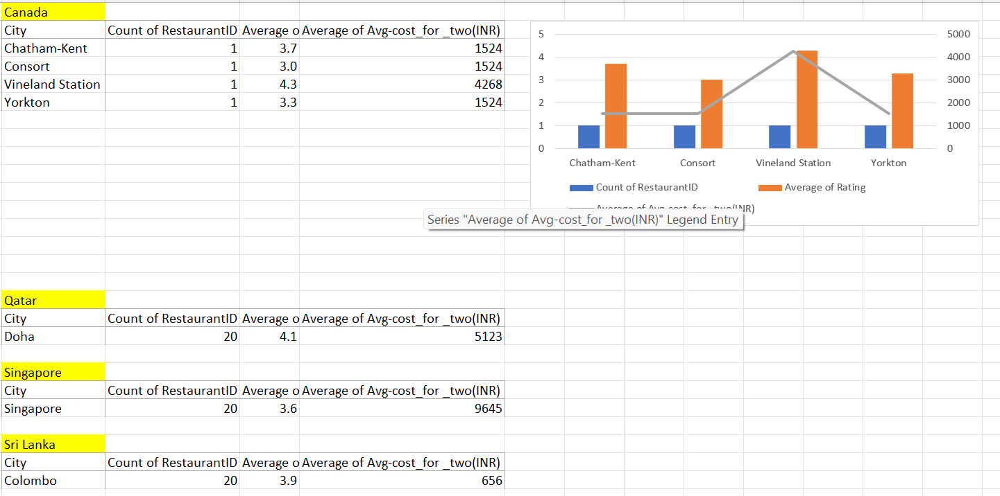 Canada
City Count of RestaurantID Average o Average of Avg-cost_for _two(INR)
Chatham-Kent 1 3.7 1524
Consort 1 3.0 1524
Vineland Station 1 4.3 4268
Yorkton 1 3.3 1524
5 5000
4 4000
3 3000
2 2000
1 1000
0 0
Chatham-Kent Consort Vineland Station Yorkton
Count of RestaurantID Average of Rating
Average of Avg-cost_for _two(INR)
Series "Average of Avg-cost_for _two(INR)" Legend Entry
Qatar
City Count of RestaurantID Average o Average of Avg-cost_for _two(INR)
Doha 20 4.1 5123
Singapore
City Count of RestaurantID Average o Average of Avg-cost_for _two(INR)
Singapore 20 3.6 9645
Sri Lanka
City Count of RestaurantID Average o Average of Avg-cost_for _two(INR)
Colombo 20 3.9 656